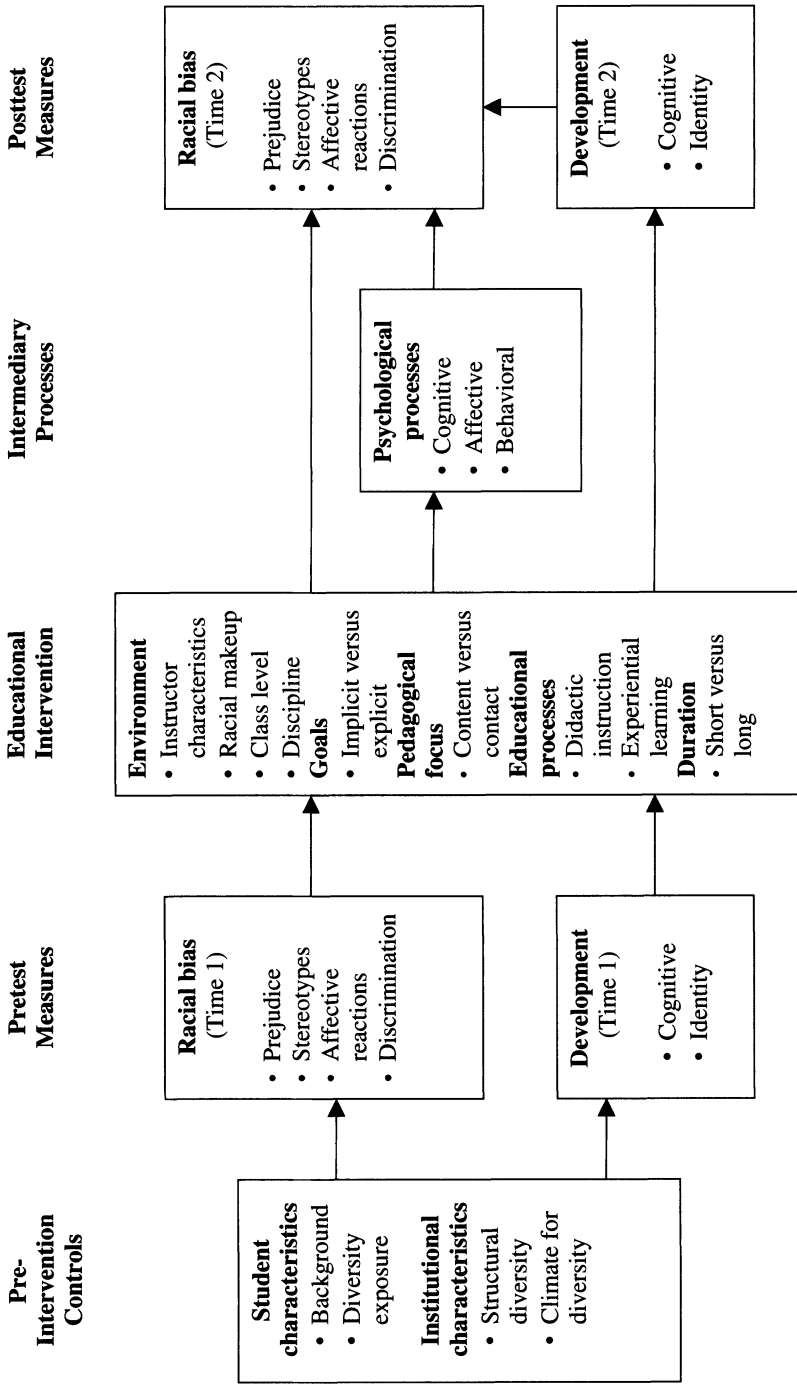 Pre-
Intervention
Controls
Pretest
Measures
Educational
Intervention
Intermediary
Processes
Posttest
Measures
Student
characteristics
• Background
• Diversity
exposure
Institutional
characteristics
• Structural
diversity
• Climate for
diversity
Racial bias
(Time 1)
• Prejudice
• Stereotypes
• Affective
reactions
• Discrimination
Development
(Time 1)
• Cognitive
• Identity
Environment
• Instructor
characteristics
• Racial makeup
• Class level
• Discipline
Goals
• Implicit versus
explicit
Pedagogical
focus
• Content versus
contact
Educational
processes
• Didactic
instruction
• Experiential
learning
Duration
• Short versus
long
Psychological
processes
• Cognitive
• Affective
• Behavioral
Racial bias
(Time 2)
• Prejudice
• Stereotypes
• Affective
reactions
• Discrimination
Development
(Time 2)
• Cognitive
• Identity